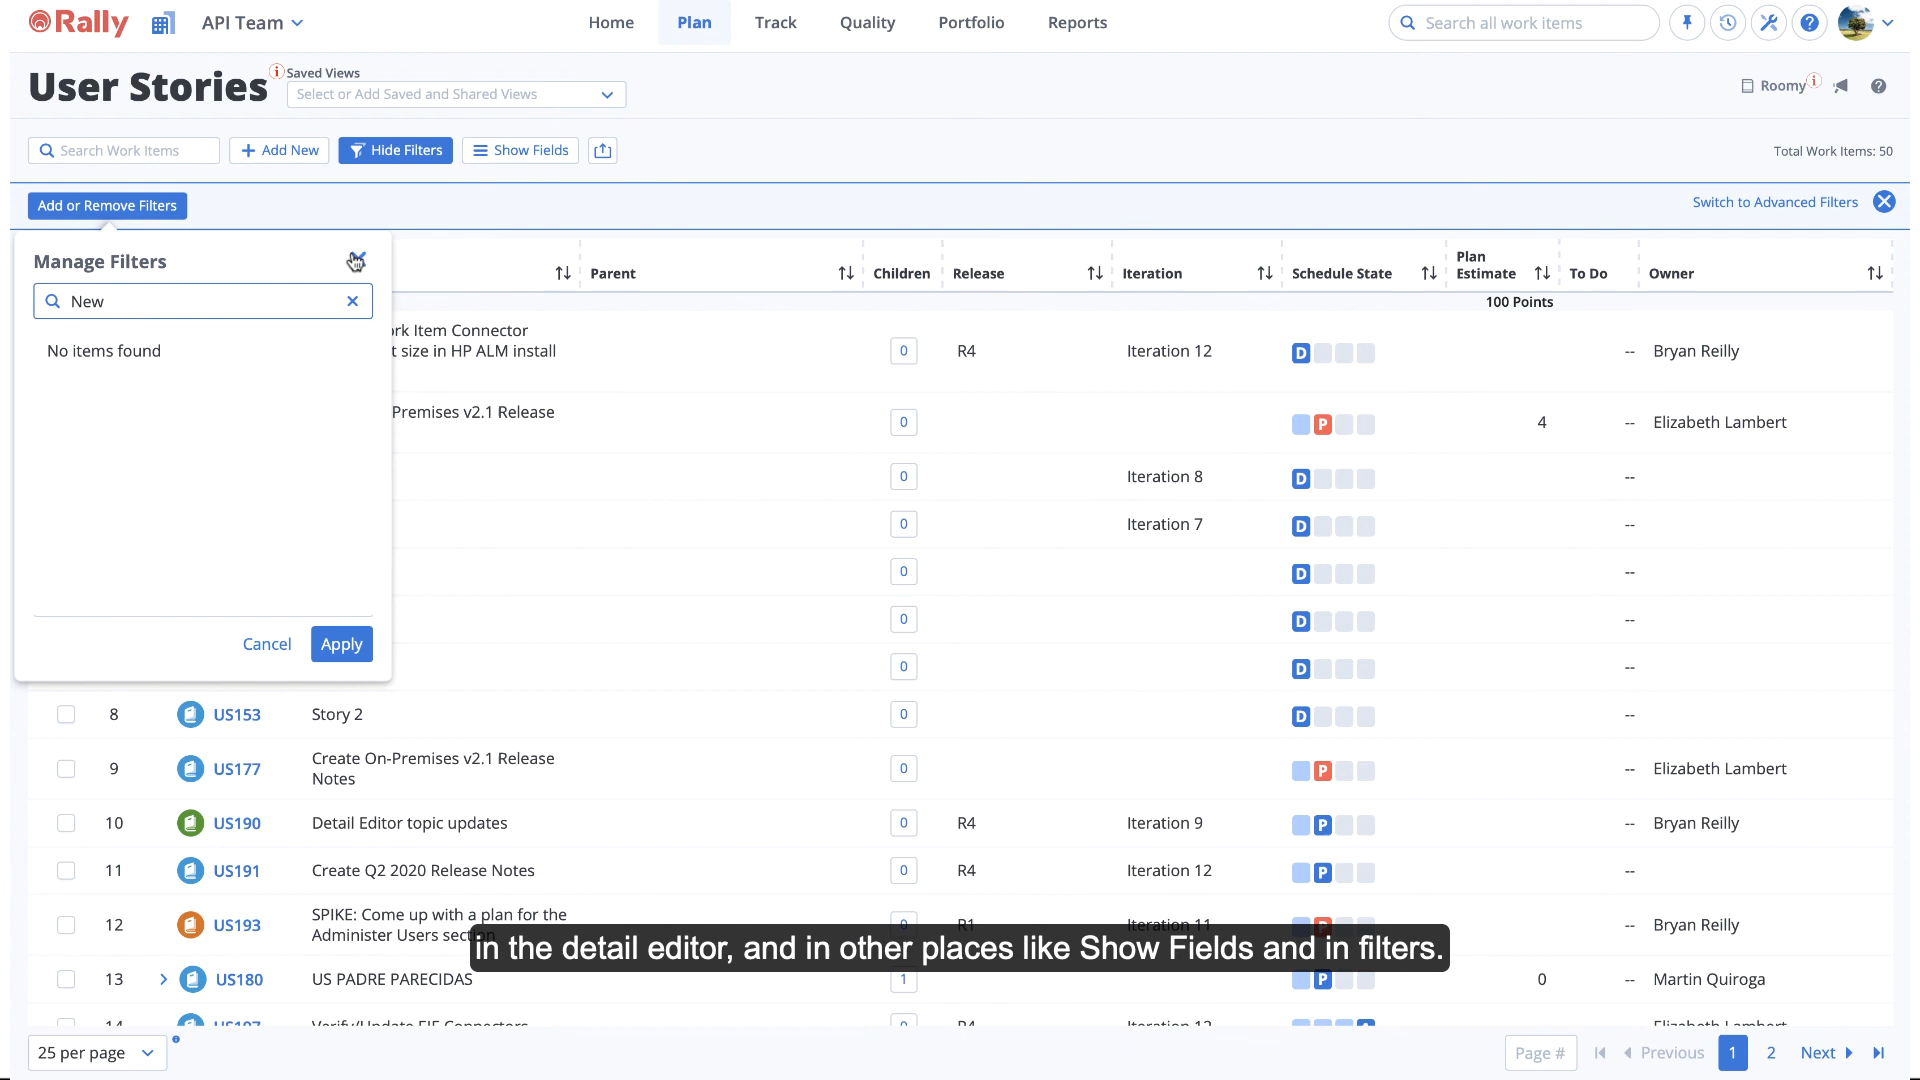 Rally API Team Home Plan Track Quality Portfolio Reports Search all work items
User Stories
Saved Views
Select or Add Saved and Shared Views
Roomy
Search Work Items Add New Hide Filters Show Fields Total Work Items: 50
Add or Remove Filters Switch to Advanced Filters
Manage Filters
New
No items found
Cancel Apply
Parent Children Release Iteration Schedule State Plan Estimate To Do Owner
100 Points
rk Item Connector
t size in HP ALM install
0 R4 Iteration 12 D -- Bryan Reilly
Premises v2.1 Release
0 P 4 -- Elizabeth Lambert
0 Iteration 8 D --
0 Iteration 7 D --
0 D --
0 D --
0 D --
8 US153 Story 2 0 D --
9 US177 Create On-Premises v2.1 Release
Notes
0 P -- Elizabeth Lambert
10 US190 Detail Editor topic updates 0 R4 Iteration 9 P -- Bryan Reilly
11 US191 Create Q2 2020 Release Notes 0 R4 Iteration 12 P --
12 US193 SPIKE: Come up with a plan for the
Administer Users section
0 R1 Iteration 11 P -- Bryan Reilly
in the detail editor, and in other places like Show Fields and in filters.
13 US180 US PADRE PARECIDAS 1 P 0 -- Martin Quiroga
25 per page Page # Previous 1 2 Next